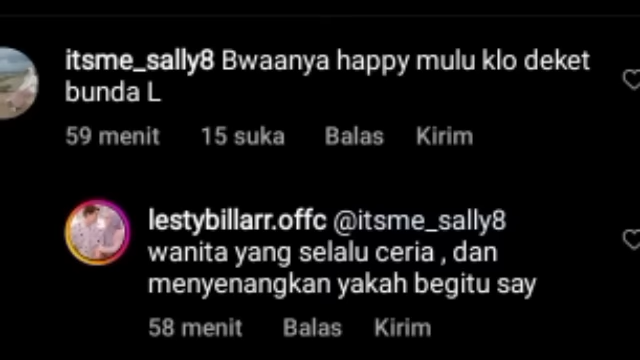 itsme_sally8 Bwaanya happy mulu klo deket
bunda L
59 menit 15 suka Balas Kirim
lestybillarr.offc @itsme_sally8
wanita yang selalu ceria , dan
menyenangkan yakah begitu say
58 menit Balas Kirim